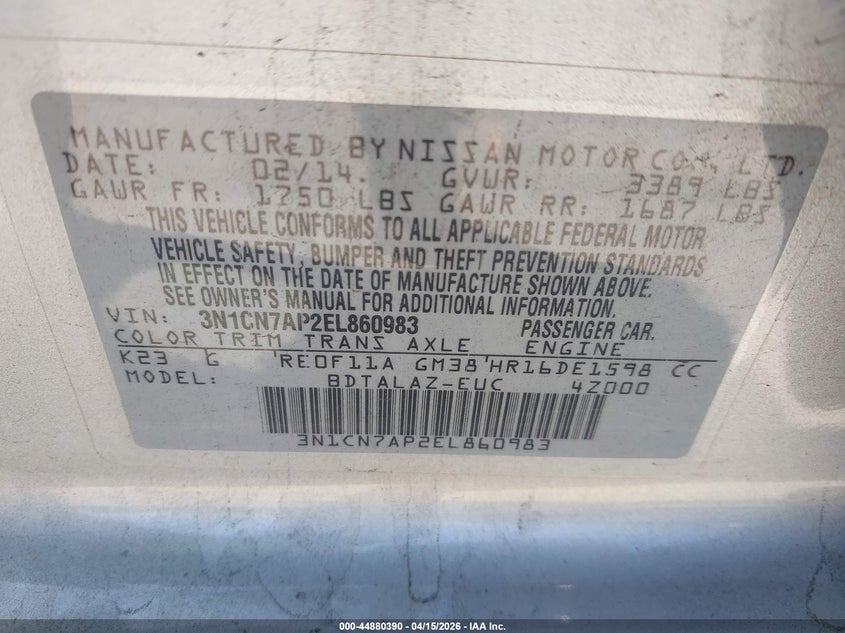 MANUFACTURED BY NISSAN MOTOR CO., LTD.
DATE: 02/14. GVWR: 3389 LBS
GAWR FR: 1750 LBS GAWR RR: 1687 LBS
THIS VEHICLE CONFORMS TO ALL APPLICABLE FEDERAL MOTOR
VEHICLE SAFETY, BUMPER AND THEFT PREVENTION STANDARDS
IN EFFECT ON THE DATE OF MANUFACTURE SHOWN ABOVE.
SEE OWNER'S MANUAL FOR ADDITIONAL INFORMATION.
VIN: 3N1CN7AP2EL860983 PASSENGER CAR.
COLOR TRIM TRANS AXLE ENGINE
K23 G RE0F11A GM38 HR16DE1598 CC
MODEL: BDTALAZ-EUC 4Z000
3N1CN7AP2EL860983
000-44880390 - 04/15/2026 - IAA Inc.